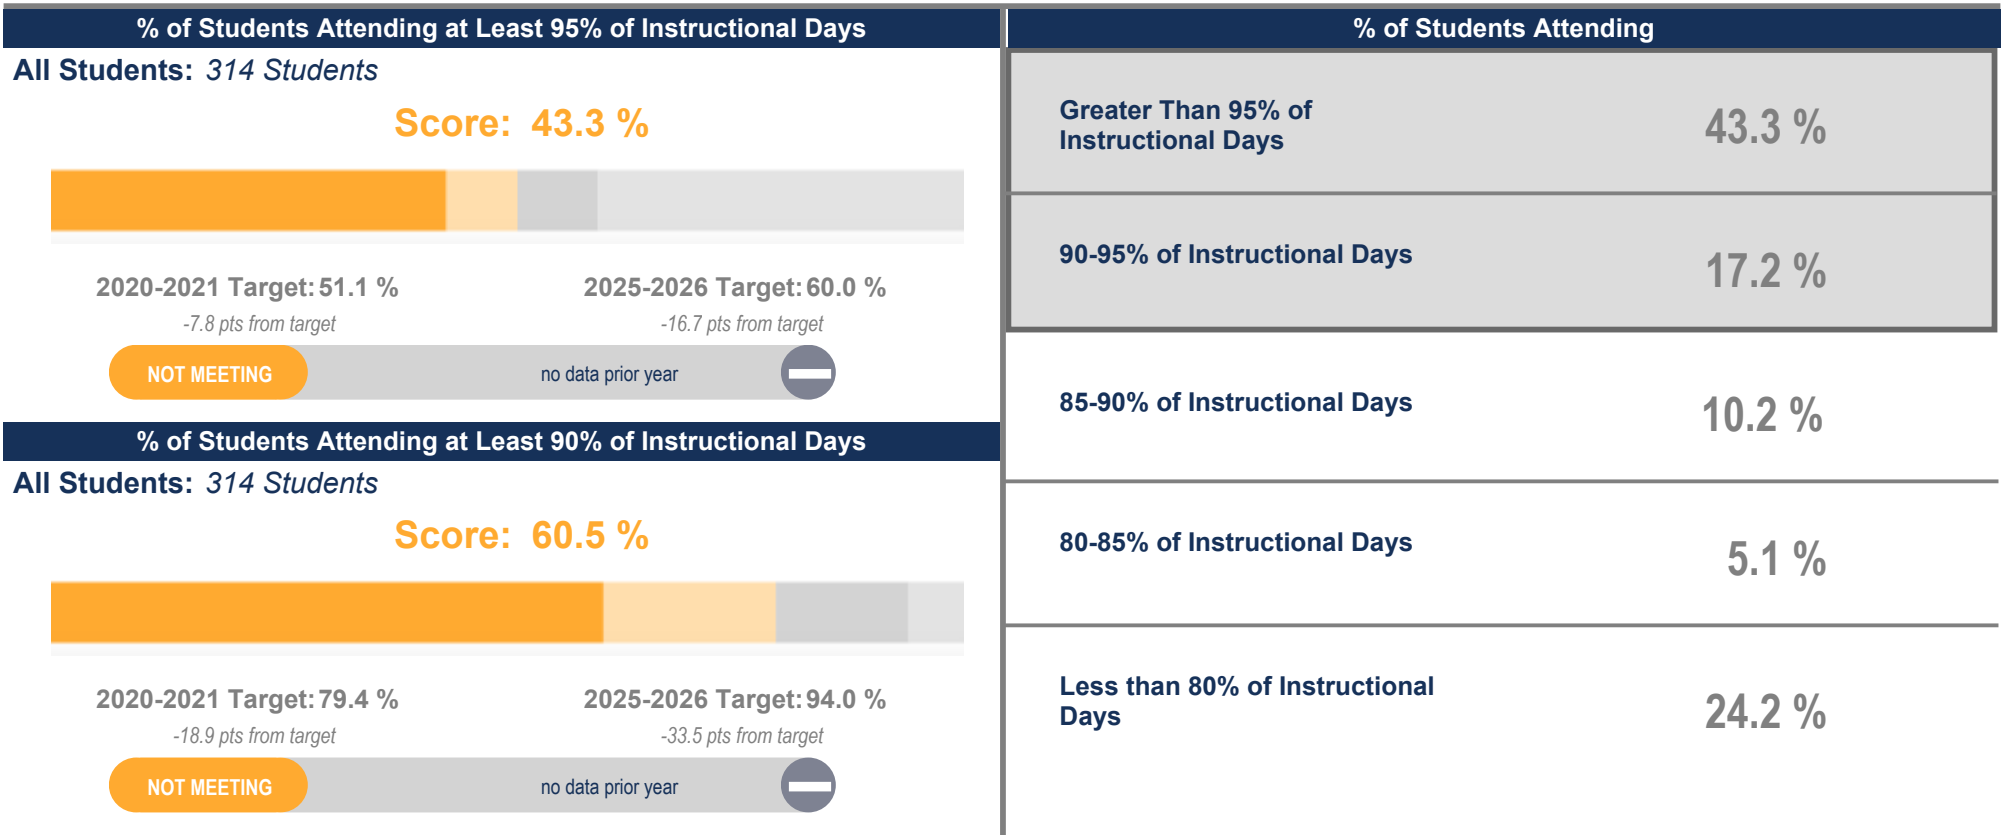 % of Students Attending at Least 95% of Instructional Days
All Students: 314 Students
Score: 43.3 %
2020-2021 Target: 51.1 %
-7.8 pts from target
2025-2026 Target: 60.0 %
-16.7 pts from target
NOT MEETING
no data prior year
% of Students Attending at Least 90% of Instructional Days
All Students: 314 Students
Score: 60.5 %
2020-2021 Target: 79.4 %
-18.9 pts from target
2025-2026 Target: 94.0 %
-33.5 pts from target
NOT MEETING
no data prior year
% of Students Attending
Greater Than 95% of
Instructional Days
43.3 %
90-95% of Instructional Days
17.2 %
85-90% of Instructional Days
10.2 %
80-85% of Instructional Days
5.1 %
Less than 80% of Instructional
Days
24.2 %